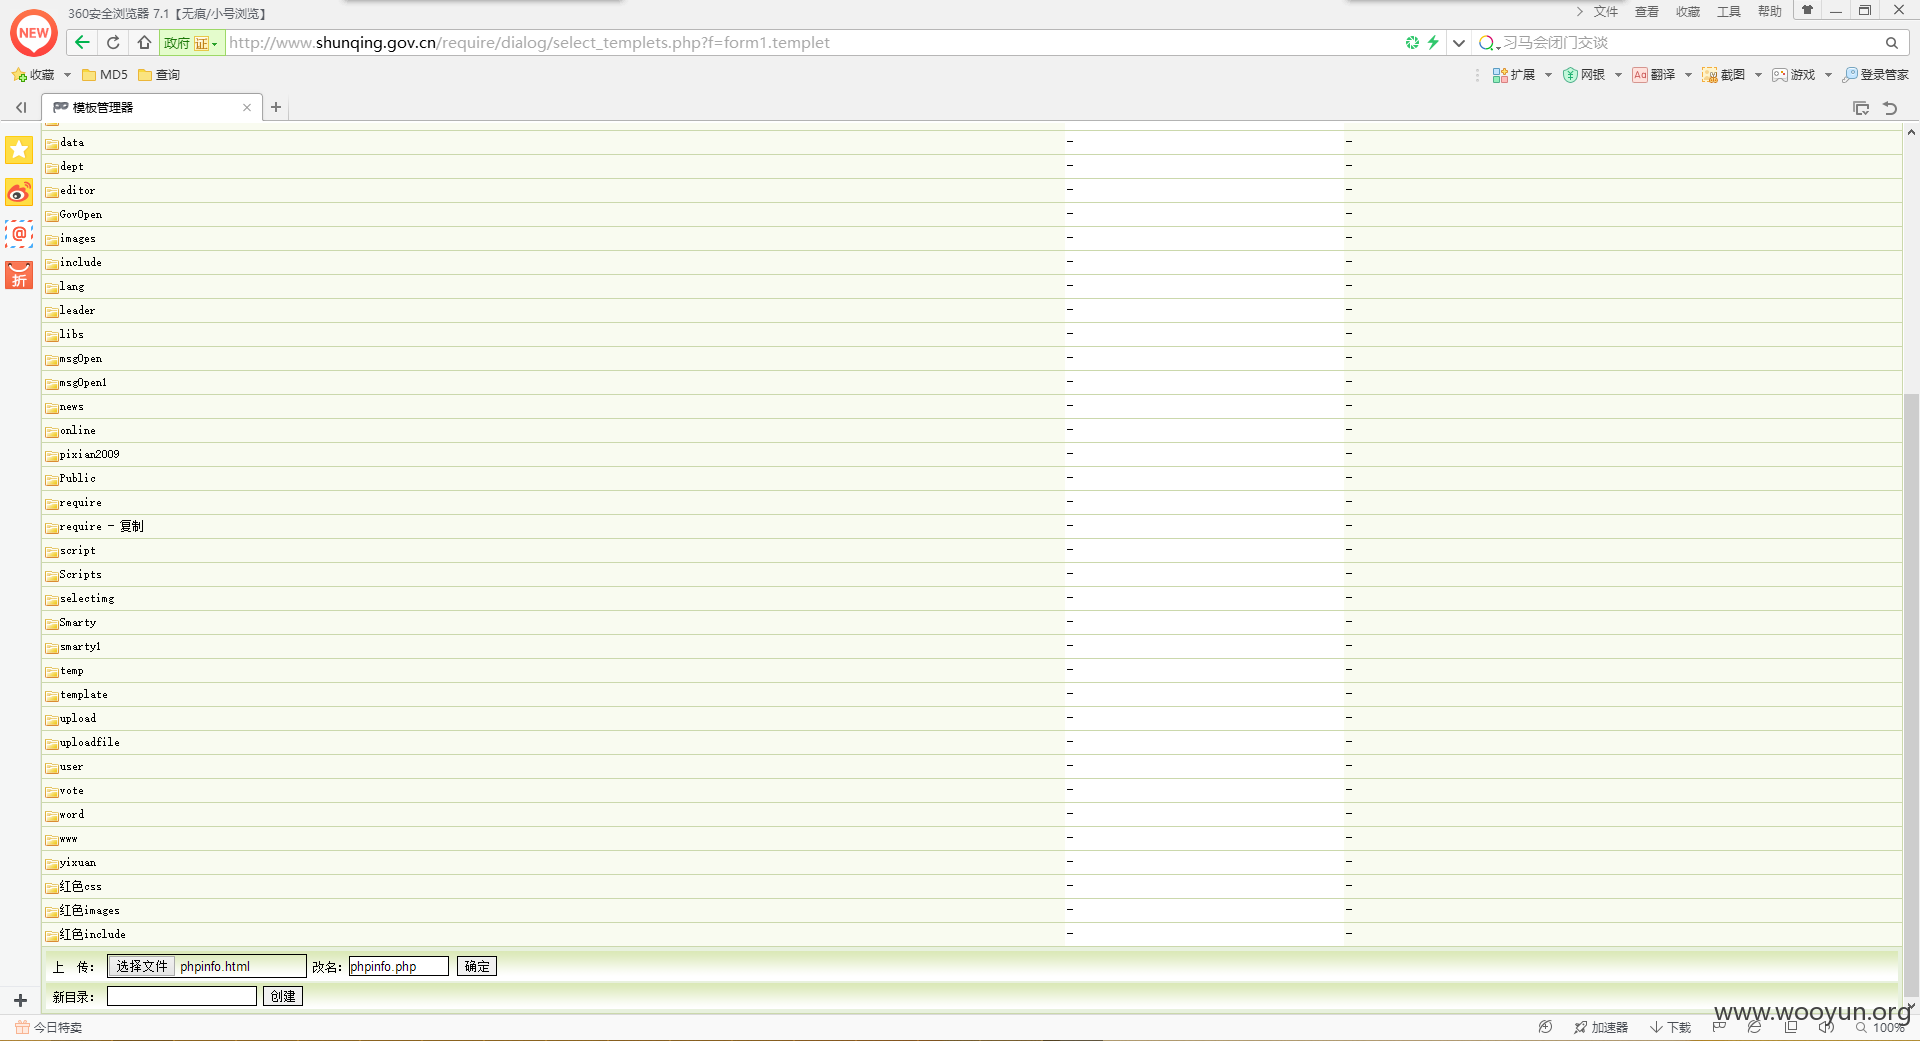 360安全浏览器 7.1【无痕/小号浏览】
文件 查看 收藏 工具 帮助
NEW
政府 证 http://www.shunqing.gov.cn/require/dialog/select_templets.php?f=form1.templet
习马会闭门交谈
收藏 MD5 查询
扩展 网银 Aa 翻译 截图 游戏 登录管家
模板管理器
@
折
data - -
dept - -
editor - -
GovOpen - -
images - -
include - -
lang - -
leader - -
libs - -
msgOpen - -
msgOpen1 - -
news - -
online - -
pixian2009 - -
Public - -
require - -
require - 复制 - -
script - -
Scripts - -
selectimg - -
Smarty - -
smarty1 - -
temp - -
template - -
upload - -
uploadfile - -
user - -
vote - -
word - -
www - -
yixuan - -
红色css - -
红色images - -
红色include - -
上 传： 选择文件 phpinfo.html 改名： phpinfo.php 确定
新目录： 创建
www.wooyun.org
今日特卖
加速器 下载 100%